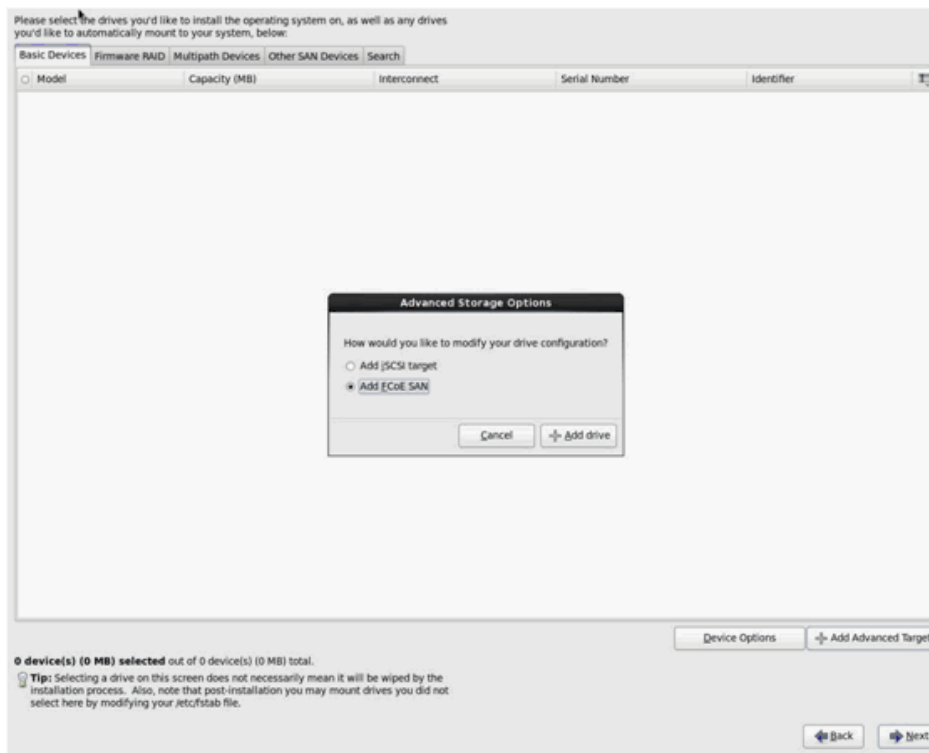 Please select the drives you'd like to install the operating system on, as well as any drives
you'd like to automatically mount to your system, below:
Basic Devices Firmware RAID Multipath Devices Other SAN Devices Search
Model Capacity (MB) Interconnect Serial Number Identifier
Advanced Storage Options
How would you like to modify your drive configuration?
Add iSCSI target
Add FCoE SAN
Cancel Add drive
Device Options Add Advanced Target
0 device(s) (0 MB) selected out of 0 device(s) (0 MB) total.
Tip: Selecting a drive on this screen does not necessarily mean it will be wiped by the
installation process. Also, note that post-installation you may mount drives you did not
select here by modifying your /etc/fstab file.
Back Next